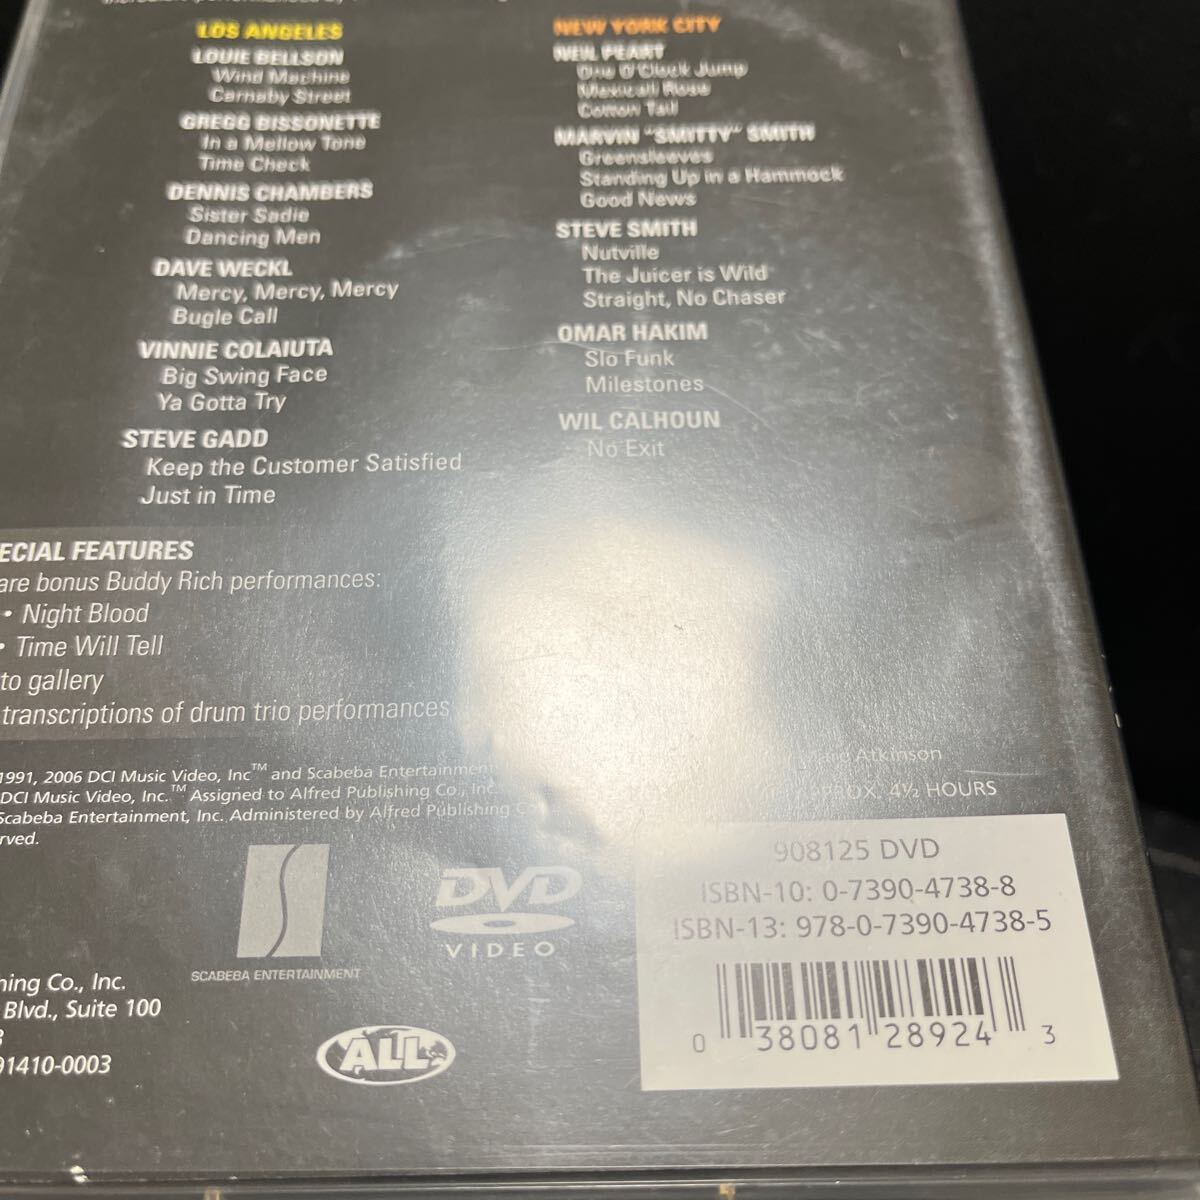 LOS ANGELES
LOUIE BELLSON
Wind Machine
Carnaby Street
GREGG BISSONETTE
In a Mellow Tone
Time Check
DENNIS CHAMBERS
Sister Sadie
Dancing Men
DAVE WECKL
Mercy, Mercy, Mercy
Bugle Call
VINNIE COLAIUTA
Big Swing Face
Ya Gotta Try
STEVE GADD
Keep the Customer Satisfied
Just in Time
NEW YORK CITY
NEIL PEART
One O'Clock Jump
Mexicali Rose
Cotton Tail
MARVIN "SMITTY" SMITH
Greensleeves
Standing Up in a Hammock
Good News
STEVE SMITH
Nutville
The Juicer is Wild
Straight, No Chaser
OMAR HAKIM
Slo Funk
Milestones
WIL CALHOUN
No Exit
ECIAL FEATURES
are bonus Buddy Rich performances:
• Night Blood
• Time Will Tell
to gallery
transcriptions of drum trio performances
1991, 2006 DCI Music Video, Inc™ and Scabeba Entertainment
DCI Music Video, Inc.™ Assigned to Alfred Publishing Co., Inc.
Scabeba Entertainment, Inc. Administered by Alfred Publishing C
rved.
Atkinson
4½ HOURS
SCABEBA ENTERTAINMENT
DVD
VIDEO
hing Co., Inc.
Blvd., Suite 100
91410-0003
ALL
908125 DVD
ISBN-10: 0-7390-4738-8
ISBN-13: 978-0-7390-4738-5
0 38081 28924 3